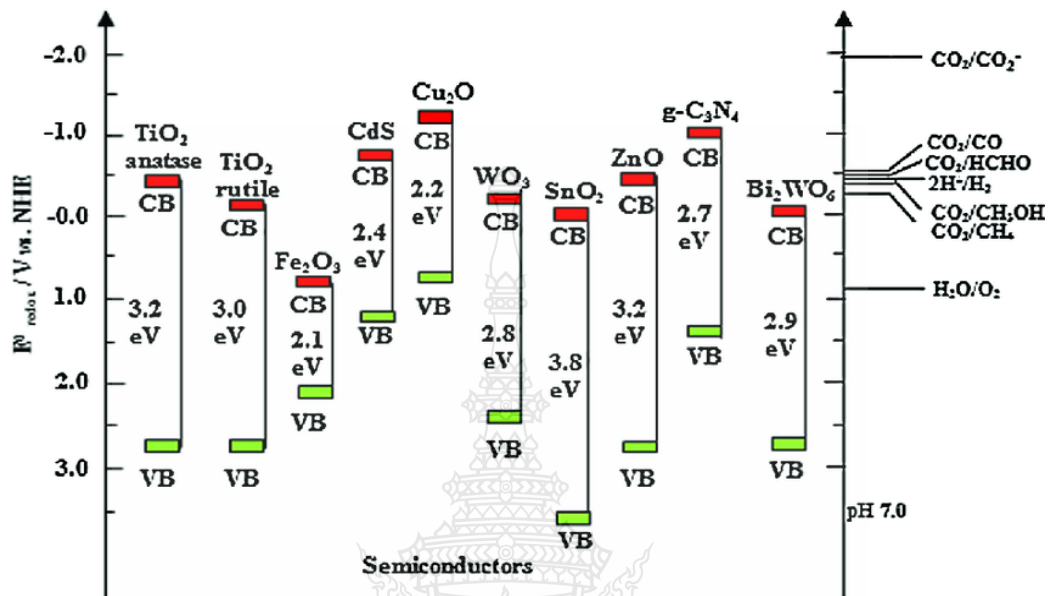 E⁰ redox / V vs. NHE
-2.0
-1.0
-0.0
1.0
2.0
3.0
TiO₂
anatase
CB
3.2
eV
VB
TiO₂
rutile
CB
3.0
eV
VB
Fe₂O₃
CB
2.1
eV
VB
CdS
CB
2.4
eV
VB
Cu₂O
CB
2.2
eV
VB
WO₃
CB
2.8
eV
VB
SnO₂
CB
3.8
eV
VB
ZnO
CB
3.2
eV
VB
g-C₃N₄
CB
2.7
eV
VB
Bi₂WO₆
CB
2.9
eV
VB
CO₂/CO₂⁻
CO₂/CO
CO₂/HCHO
2H⁻/H₂
CO₂/CH₃OH
CO₂/CH₄
H₂O/O₂
pH 7.0
Semiconductors